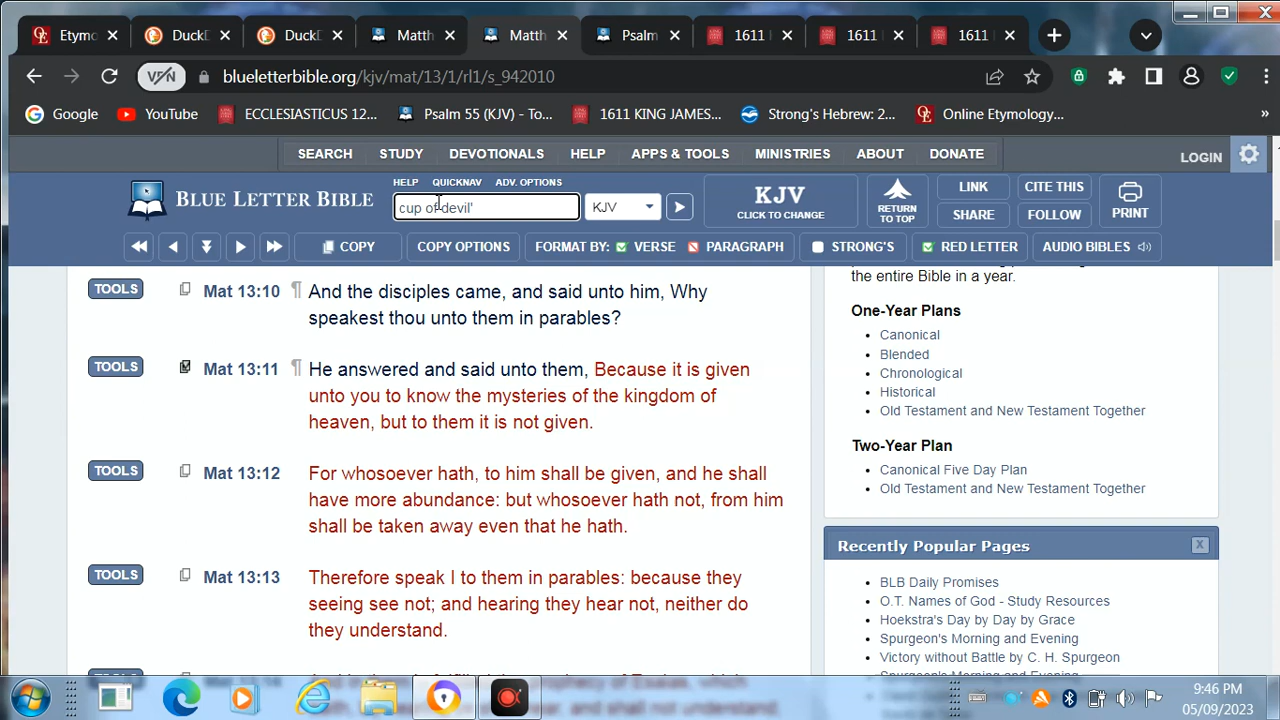 Etymo
DuckD
DuckD
Matth
Matth
Psalm
1611
1611
1611
VPN
blueletterbible.org/kjv/mat/13/1/rl1/s_942010
Google
YouTube
ECCLESIASTICUS 12...
Psalm 55 (KJV) - To...
1611 KING JAMES...
Strong's Hebrew: 2...
Online Etymology...
»
SEARCH
STUDY
DEVOTIONALS
HELP
APPS & TOOLS
MINISTRIES
ABOUT
DONATE
LOGIN
BLUE LETTER BIBLE
HELP QUICKNAV ADV. OPTIONS
cup of devil'
KJV
KJV
CLICK TO CHANGE
RETURN
TO TOP
LINK
CITE THIS
SHARE
FOLLOW
PRINT
COPY
COPY OPTIONS
FORMAT BY: VERSE PARAGRAPH
STRONG'S
RED LETTER
AUDIO BIBLES
TOOLS
Mat 13:10
¶ And the disciples came, and said unto him, Why
speakest thou unto them in parables?
TOOLS
Mat 13:11
¶ He answered and said unto them, Because it is given
unto you to know the mysteries of the kingdom of
heaven, but to them it is not given.
TOOLS
Mat 13:12
For whosoever hath, to him shall be given, and he shall
have more abundance: but whosoever hath not, from him
shall be taken away even that he hath.
TOOLS
Mat 13:13
Therefore speak I to them in parables: because they
seeing see not; and hearing they hear not, neither do
they understand.
the entire Bible in a year.
One-Year Plans
Canonical
Blended
Chronological
Historical
Old Testament and New Testament Together
Two-Year Plan
Canonical Five Day Plan
Old Testament and New Testament Together
Recently Popular Pages
X
BLB Daily Promises
O.T. Names of God - Study Resources
Hoekstra's Day by Day by Grace
Spurgeon's Morning and Evening
Victory without Battle by C. H. Spurgeon
9:46 PM
05/09/2023